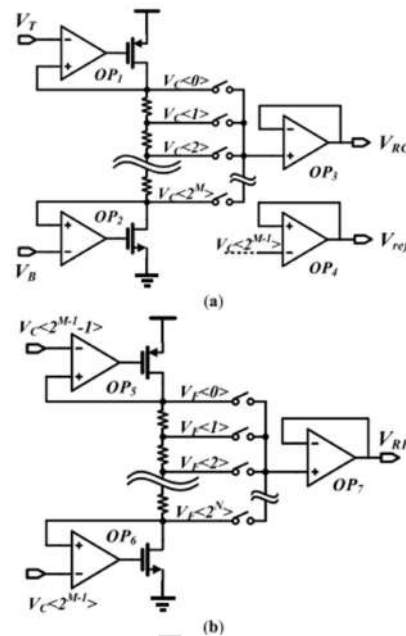 V_T
OP_1
V_C<0>
V_C<1>
V_C<2>
OP_3
V_RC
V_C<2^M>
OP_2
V_B
V_C<2^{M-1}>
OP_4
V_ref
(a)
V_C<2^{M-1}-1>
OP_5
V_F<0>
V_F<1>
V_F<2>
V_RF
OP_7
V_F<2^N>
OP_6
V_C<2^{M-1}>
(b)